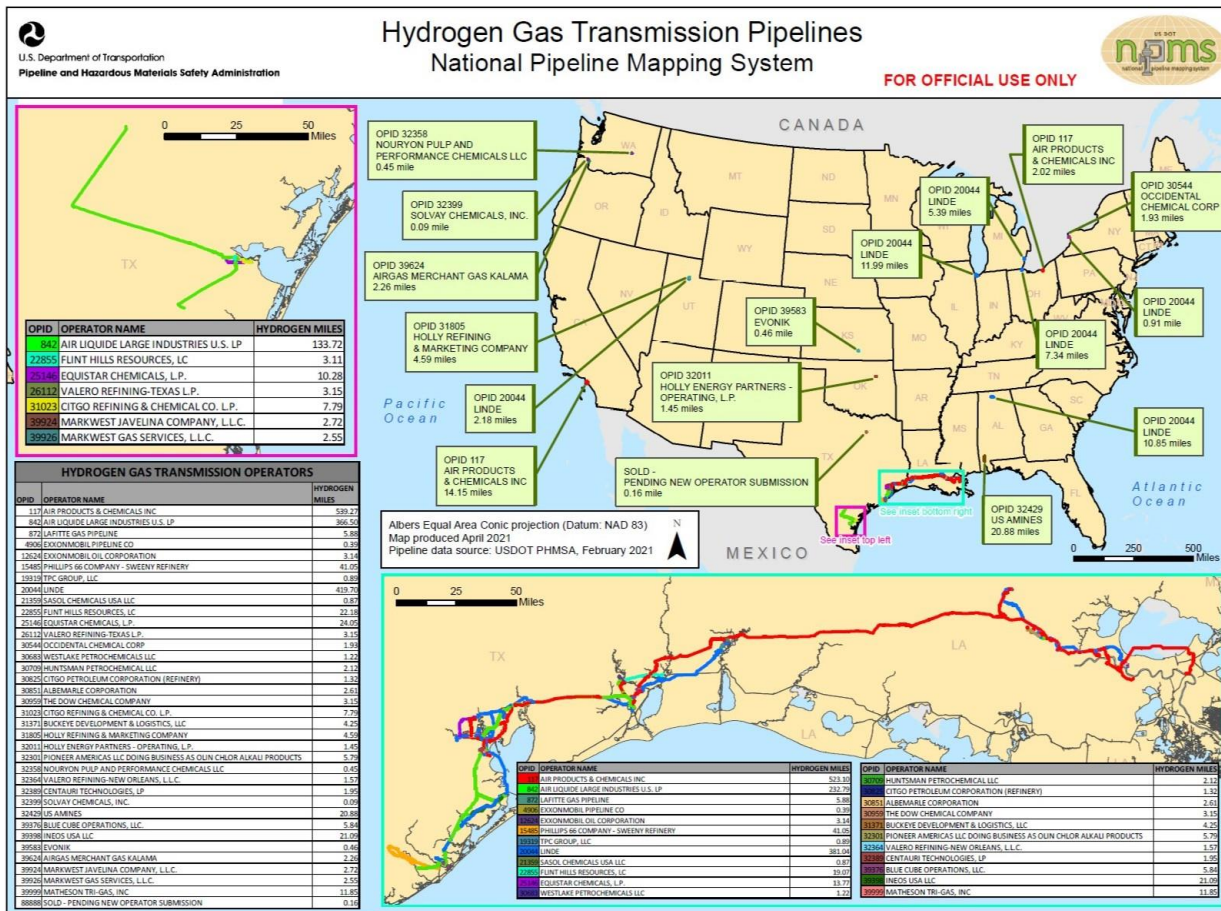 U.S. Department of Transportation
Pipeline and Hazardous Materials Safety Administration
Hydrogen Gas Transmission Pipelines
National Pipeline Mapping System
FOR OFFICIAL USE ONLY
US DOT
npms
national pipeline mapping system
0 25 50
Miles
TX
OPID OPERATOR NAME HYDROGEN MILES
842 AIR LIQUIDE LARGE INDUSTRIES U.S. LP 133.72
22855 FLINT HILLS RESOURCES, LC 3.11
25146 EQUISTAR CHEMICALS, L.P. 10.28
26112 VALERO REFINING-TEXAS L.P. 3.15
31023 CITGO REFINING & CHEMICAL CO. L.P. 7.79
39924 MARKWEST JAVELINA COMPANY, L.L.C. 2.72
39926 MARKWEST GAS SERVICES, L.L.C. 2.55
HYDROGEN GAS TRANSMISSION OPERATORS
OPID OPERATOR NAME HYDROGEN MILES
117 AIR PRODUCTS & CHEMICALS INC 539.27
842 AIR LIQUIDE LARGE INDUSTRIES U.S. LP 366.50
872 LAFITTE GAS PIPELINE 5.88
4906 EXXONMOBIL PIPELINE CO 0.39
12624 EXXONMOBIL OIL CORPORATION 3.14
15485 PHILLIPS 66 COMPANY - SWEENY REFINERY 41.05
19319 TPC GROUP, LLC 0.89
20044 LINDE 419.70
21359 SASOL CHEMICALS USA LLC 0.87
22855 FLINT HILLS RESOURCES, LC 22.18
25146 EQUISTAR CHEMICALS, L.P. 24.05
26112 VALERO REFINING-TEXAS L.P. 3.15
30544 OCCIDENTAL CHEMICAL CORP 1.93
30683 WESTLAKE PETROCHEMICALS LLC 1.22
30709 HUNTSMAN PETROCHEMICAL LLC 2.12
30825 CITGO PETROLEUM CORPORATION (REFINERY) 1.32
30851 ALBEMARLE CORPORATION 2.61
30959 THE DOW CHEMICAL COMPANY 3.15
31023 CITGO REFINING & CHEMICAL CO. L.P. 7.79
31371 BUCKEYE DEVELOPMENT & LOGISTICS, LLC 4.25
31805 HOLLY REFINING & MARKETING COMPANY 4.59
32011 HOLLY ENERGY PARTNERS - OPERATING, L.P. 1.45
32301 PIONEER AMERICAS LLC DOING BUSINESS AS OLIN CHLOR ALKALI PRODUCTS 5.79
32358 NOURYON PULP AND PERFORMANCE CHEMICALS LLC 0.45
32364 VALERO REFINING-NEW ORLEANS, L.L.C. 1.57
32389 CENTAURI TECHNOLOGIES, LP 1.95
32399 SOLVAY CHEMICALS, INC. 0.09
32429 US AMINES 20.88
39376 BLUE CUBE OPERATIONS, LLC. 5.84
39398 INEOS USA LLC 21.09
39583 EVONIK 0.46
39624 AIRGAS MERCHANT GAS KALAMA 2.26
39924 MARKWEST JAVELINA COMPANY, L.L.C. 2.72
39926 MARKWEST GAS SERVICES, L.L.C. 2.55
39999 MATHESON TRI-GAS, INC 11.85
88888 SOLD - PENDING NEW OPERATOR SUBMISSION 0.16
CANADA
OPID 32358
NOURYON PULP AND
PERFORMANCE CHEMICALS LLC
0.45 mile
OPID 32399
SOLVAY CHEMICALS, INC.
0.09 mile
OPID 39624
AIRGAS MERCHANT GAS KALAMA
2.26 miles
OPID 31805
HOLLY REFINING
& MARKETING COMPANY
4.59 miles
OPID 20044
LINDE
2.18 miles
OPID 117
AIR PRODUCTS
& CHEMICALS INC
14.15 miles
OPID 39583
EVONIK
0.46 miles
OPID 32011
HOLLY ENERGY PARTNERS -
OPERATING, L.P.
1.45 miles
SOLD -
PENDING NEW OPERATOR SUBMISSION
0.16 mile
OPID 20044
LINDE
11.99 miles
OPID 20044
LINDE
5.39 miles
OPID 117
AIR PRODUCTS
& CHEMICALS INC
2.02 miles
OPID 30544
OCCIDENTAL
CHEMICAL CORP
1.93 miles
OPID 20044
LINDE
0.91 mile
OPID 20044
LINDE
7.34 miles
OPID 20044
LINDE
10.85 miles
OPID 32429
US AMINES
20.88 miles
WA
OR
ID
MT
ND
SD
MN
WY
NV
UT
NE
KS
OK
TX
MO
AR
LA
MS
AL
GA
FL
SC
TN
KY
IL
IN
OH
MI
PA
NY
Pacific
Ocean
Atlantic
Ocean
MEXICO
See inset bottom right
See inset top left
0 250 500
Miles
Albers Equal Area Conic projection (Datum: NAD 83)
Map produced April 2021
Pipeline data source: USDOT PHMSA, February 2021
N
0 25 50
Miles
TX
LA
LA
OPID OPERATOR NAME HYDROGEN MILES
117 AIR PRODUCTS & CHEMICALS INC 523.10
842 AIR LIQUIDE LARGE INDUSTRIES U.S. LP 232.79
872 LAFITTE GAS PIPELINE 5.88
4906 EXXONMOBIL PIPELINE CO 0.39
12624 EXXONMOBIL OIL CORPORATION 3.14
15485 PHILLIPS 66 COMPANY - SWEENY REFINERY 41.05
19319 TPC GROUP, LLC 0.89
20044 LINDE 381.04
21359 SASOL CHEMICALS USA LLC 0.87
22855 FLINT HILLS RESOURCES, LC 19.07
25146 EQUISTAR CHEMICALS, L.P. 13.77
30683 WESTLAKE PETROCHEMICALS LLC 1.22
OPID OPERATOR NAME HYDROGEN MILES
30709 HUNTSMAN PETROCHEMICAL LLC 2.12
30825 CITGO PETROLEUM CORPORATION (REFINERY) 1.32
30851 ALBEMARLE CORPORATION 2.61
30959 THE DOW CHEMICAL COMPANY 3.15
31371 BUCKEYE DEVELOPMENT & LOGISTICS, LLC 4.25
32301 PIONEER AMERICAS LLC DOING BUSINESS AS OLIN CHLOR ALKALI PRODUCTS 5.79
32364 VALERO REFINING-NEW ORLEANS, L.L.C. 1.57
32389 CENTAURI TECHNOLOGIES, LP 1.95
39376 BLUE CUBE OPERATIONS, LLC. 5.84
39398 INEOS USA LLC 21.09
39999 MATHESON TRI-GAS, INC 11.85